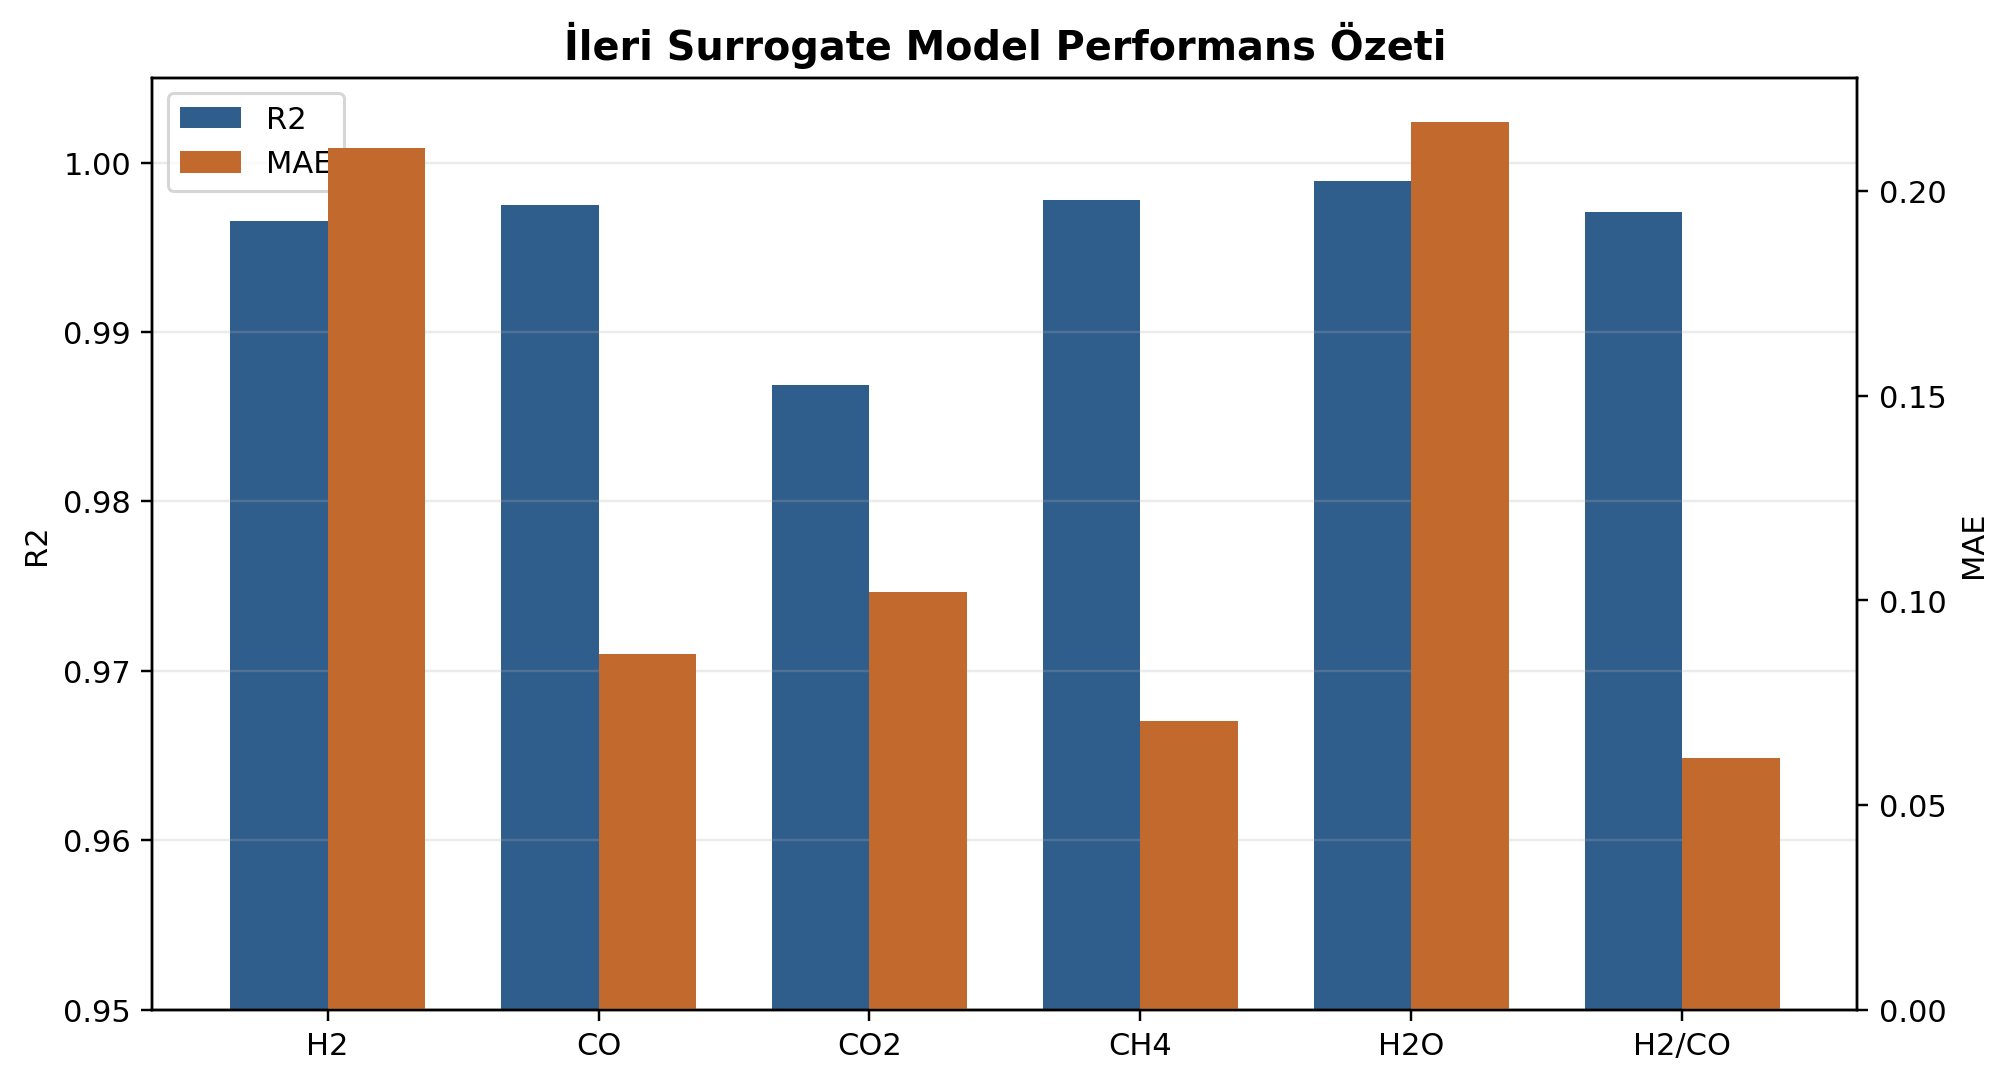 İleri Surrogate Model Performans Özeti
R2
MAE
1.00
0.99
0.98
0.97
0.96
0.95
R2
0.20
0.15
0.10
0.05
0.00
MAE
H2 CO CO2 CH4 H2O H2/CO